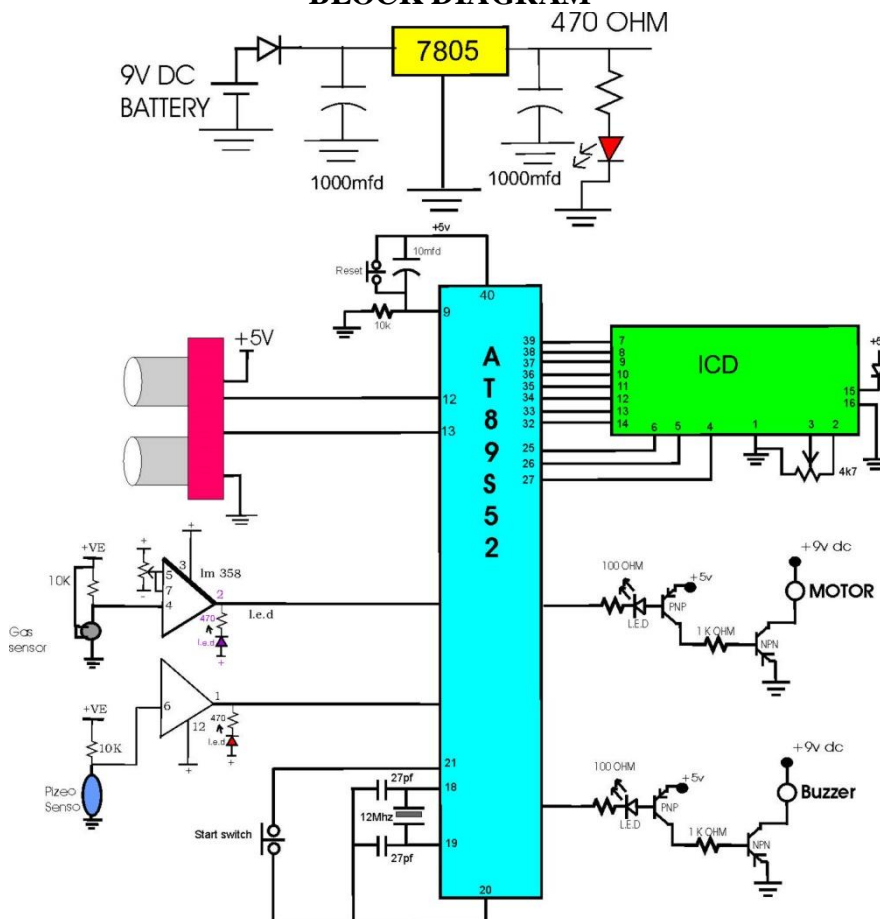 BLOCK DIAGRAM
470 OHM
7805
9V DC
BATTERY
1000mfd
1000mfd
+5v
10mfd
Reset
10k
40
9
+5V
12
13
AT89S52
39
38
37
36
35
34
33
32
25
26
27
7
8
9
10
11
12
13
14
ICD
6
5
4
1
3
2
15
16
+5
4k7
+VE
10K
Gas
sensor
+
-
5
7
4
3
+
lm 358
2
l.e.d
470
l.e.d
+
+VE
10K
Pizeo
Senso
6
1
12
+
470
l.e.d
+
100 OHM
L.E.D
+5v
PNP
1 K OHM
NPN
+9v dc
MOTOR
21
18
19
20
27pf
12Mhz
27pf
Start switch
100 OHM
L.E.D
+5v
PNP
1 K OHM
NPN
+9v dc
Buzzer